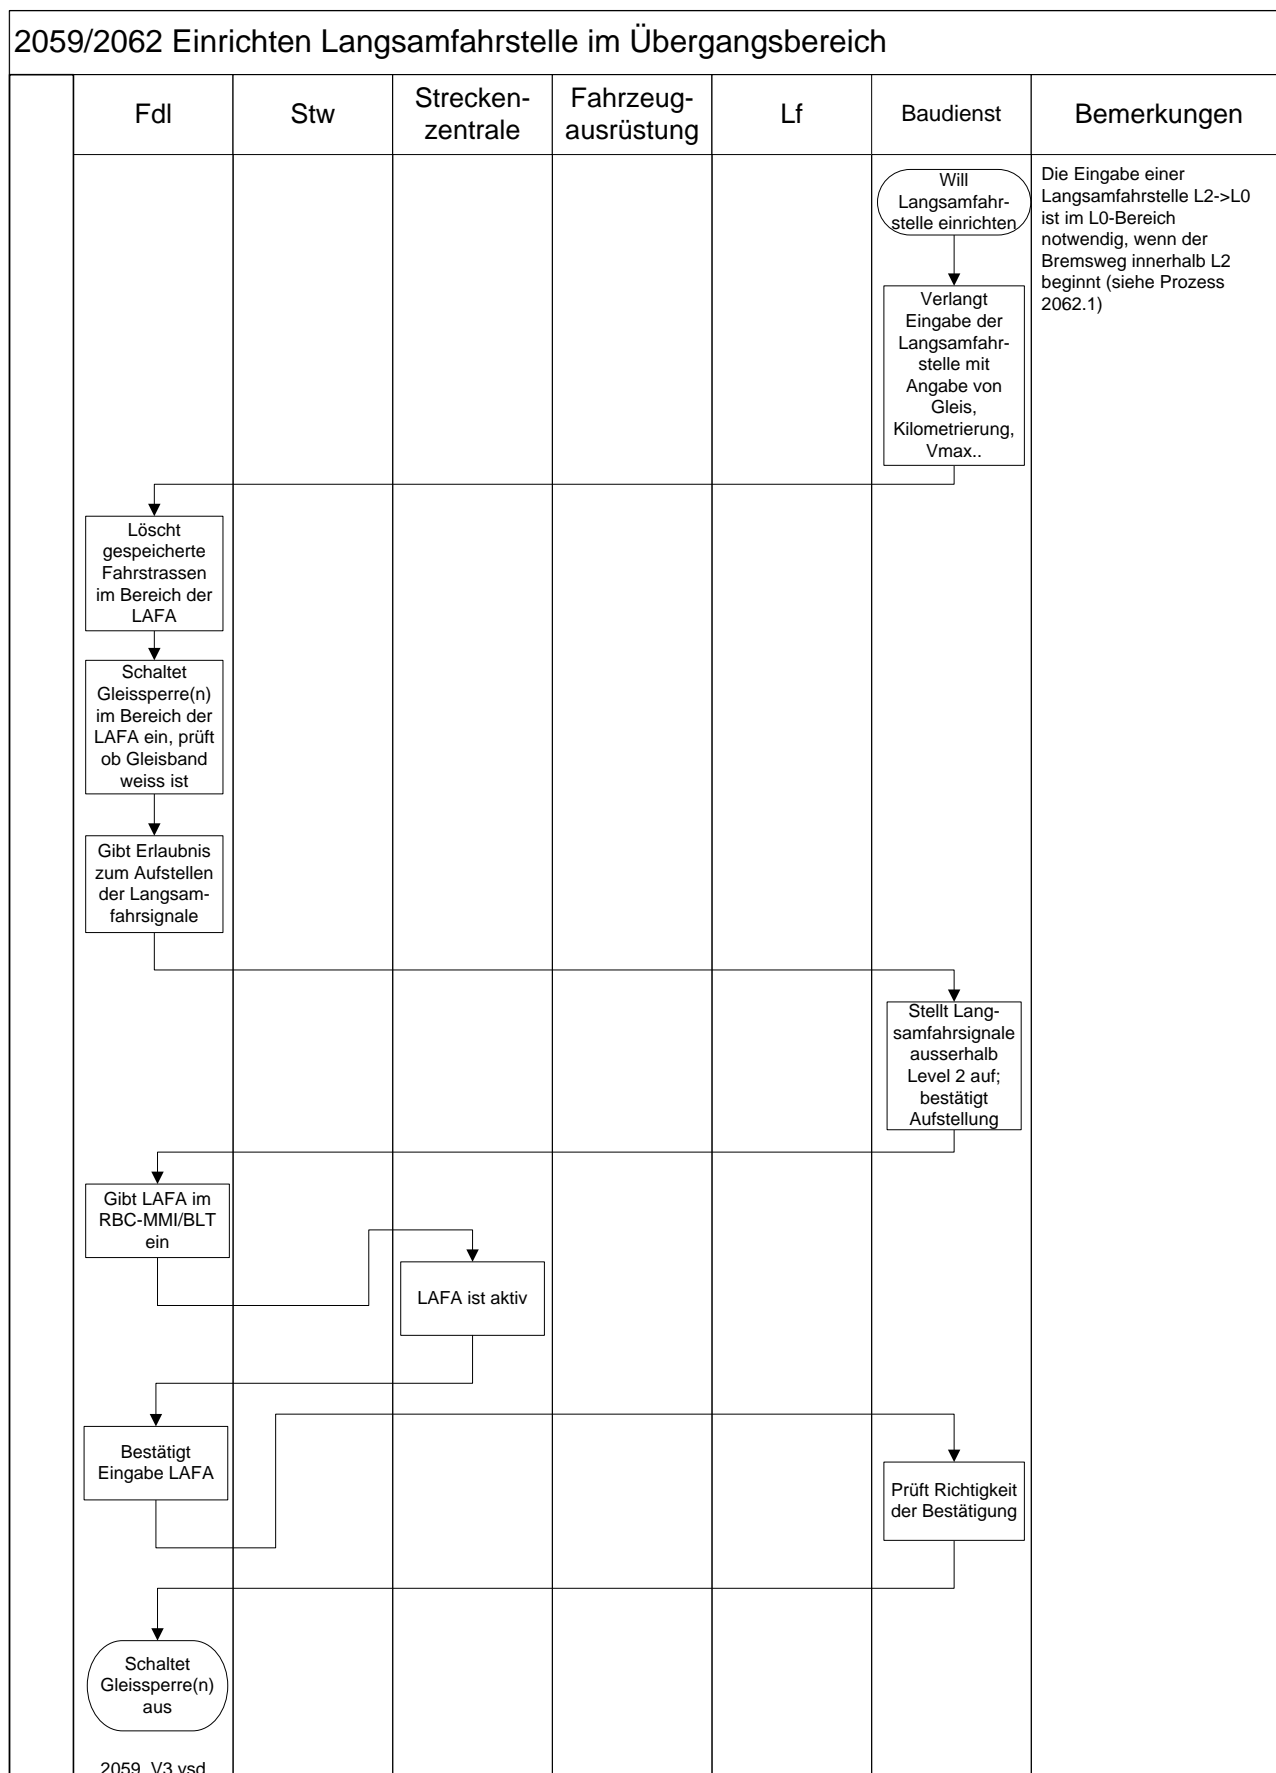 2059/2062 Einrichten Langsamfahrstelle im Übergangsbereich
Fdl
Stw
Strecken-
zentrale
Fahrzeug-
ausrüstung
Lf
Baudienst
Bemerkungen
Will
Langsamfahr-
stelle einrichten
Die Eingabe einer
Langsamfahrstelle L2->L0
ist im L0-Bereich
notwendig, wenn der
Bremsweg innerhalb L2
beginnt (siehe Prozess
2062.1)
Verlangt
Eingabe der
Langsamfahr-
stelle mit
Angabe von
Gleis,
Kilometrierung,
Vmax..
Löscht
gespeicherte
Fahrstrassen
im Bereich der
LAFA
Schaltet
Gleissperre(n)
im Bereich der
LAFA ein, prüft
ob Gleisband
weiss ist
Gibt Erlaubnis
zum Aufstellen
der Langsam-
fahrsignale
Stellt Lang-
samfahrsignale
ausserhalb
Level 2 auf;
bestätigt
Aufstellung
Gibt LAFA im
RBC-MMI/BLT
ein
LAFA ist aktiv
Bestätigt
Eingabe LAFA
Prüft Richtigkeit
der Bestätigung
Schaltet
Gleissperre(n)
aus
2059_V3.vsd